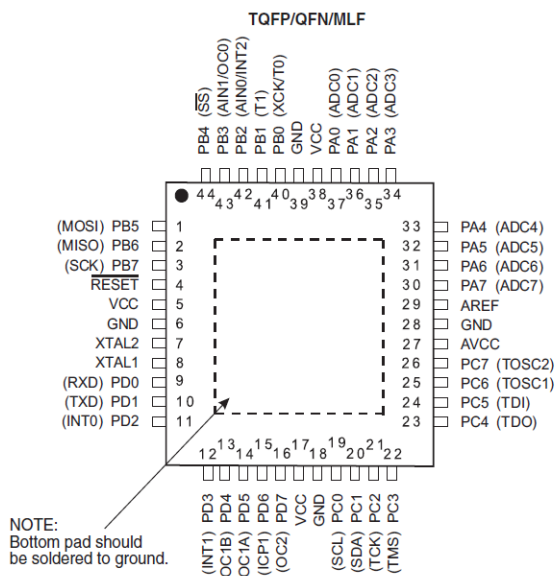 TQFP/QFN/MLF
PB4 (SS)
PB3 (AIN1/OC0)
PB2 (AIN0/INT2)
PB1 (T1)
PB0 (XCK/T0)
GND
VCC
PA0 (ADC0)
PA1 (ADC1)
PA2 (ADC2)
PA3 (ADC3)
44 43 42 41 40 39 38 37 36 35 34
(MOSI) PB5 1
(MISO) PB6 2
(SCK) PB7 3
RESET 4
VCC 5
GND 6
XTAL2 7
XTAL1 8
(RXD) PD0 9
(TXD) PD1 10
(INT0) PD2 11
33 PA4 (ADC4)
32 PA5 (ADC5)
31 PA6 (ADC6)
30 PA7 (ADC7)
29 AREF
28 GND
27 AVCC
26 PC7 (TOSC2)
25 PC6 (TOSC1)
24 PC5 (TDI)
23 PC4 (TDO)
12 13 14 15 16 17 18 19 20 21 22
(INT1) PD3
OC1B) PD4
OC1A) PD5
(ICP1) PD6
(OC2) PD7
VCC
GND
(SCL) PC0
(SDA) PC1
(TCK) PC2
(TMS) PC3
NOTE:
Bottom pad should
be soldered to ground.